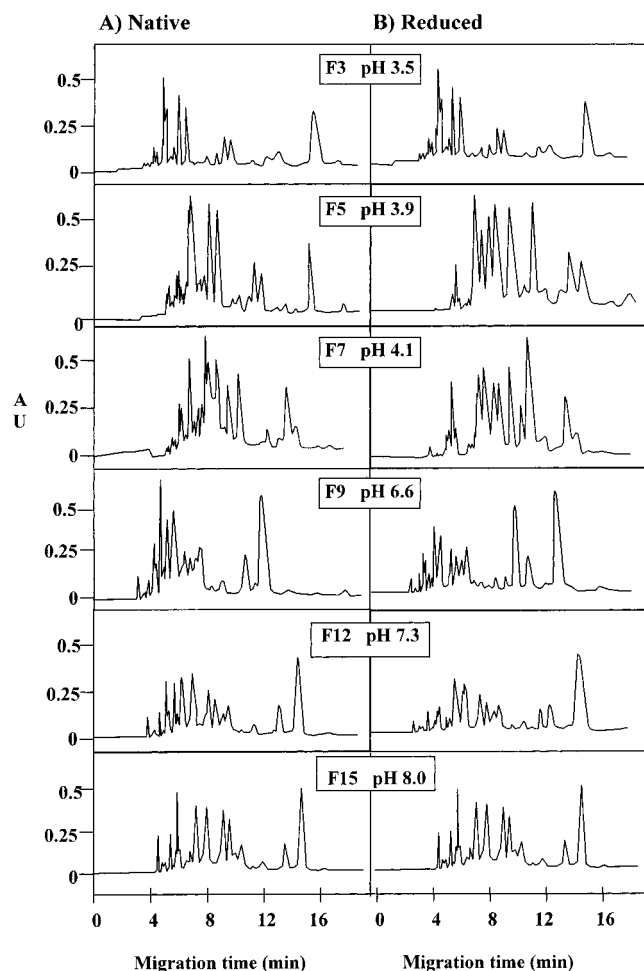 A) Native B) Reduced
F3 pH 3.5
0.5
0.25
0
F5 pH 3.9
0.5
0.25
0
F7 pH 4.1
0.5
A
U
0.25
0
F9 pH 6.6
0.5
0.25
0
F12 pH 7.3
0.5
0.25
0
F15 pH 8.0
0.5
0.25
0
0 4 8 12 16 0 4 8 12 16
Migration time (min) Migration time (min)